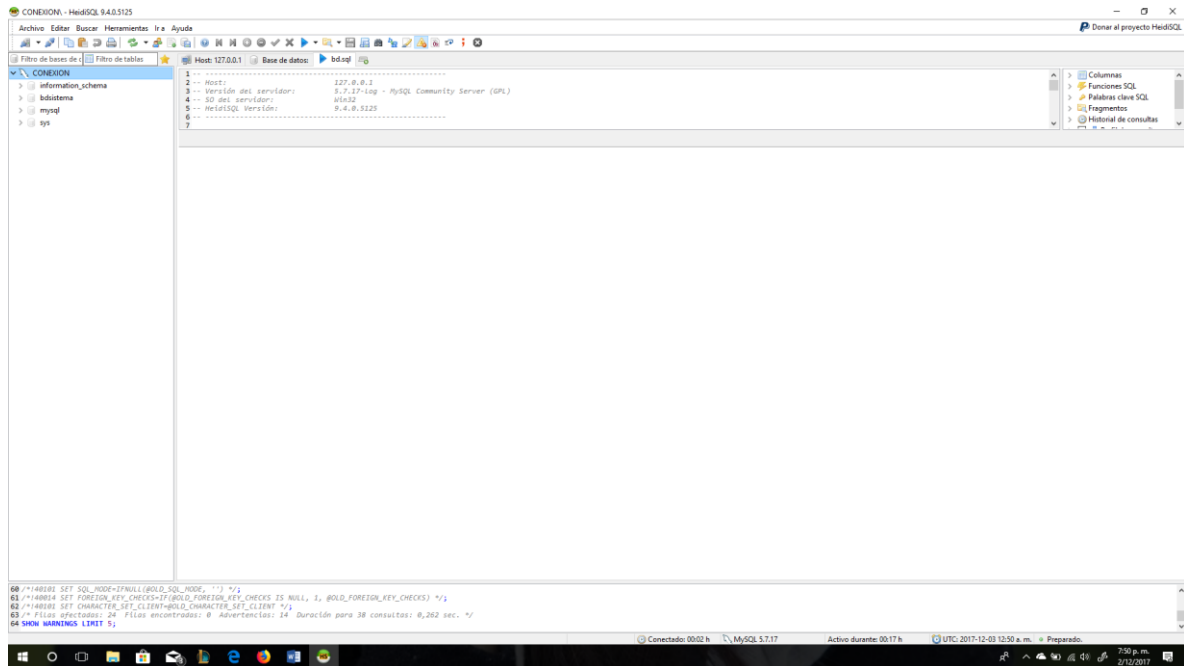 CONEXION\ - HeidiSQL 9.4.0.5125
Archivo Editar Buscar Herramientas Ir a Ayuda
Donar al proyecto HeidiSQL
Filtro de bases de c
Filtro de tablas
Host: 127.0.0.1
Base de datos:
bd.sql
CONEXION
information_schema
bdsistema
mysql
sys
1 -- --------------------------------------------------------
2 -- Host: 127.0.0.1
3 -- Versión del servidor: 5.7.17-log - MySQL Community Server (GPL)
4 -- SO del servidor: Win32
5 -- HeidiSQL Versión: 9.4.0.5125
6 -- --------------------------------------------------------
7
Columnas
Funciones SQL
Palabras clave SQL
Fragmentos
Historial de consultas
60 /*!40101 SET SQL_MODE=IFNULL(@OLD_SQL_MODE, '') */;
61 /*!40014 SET FOREIGN_KEY_CHECKS=IF(@OLD_FOREIGN_KEY_CHECKS IS NULL, 1, @OLD_FOREIGN_KEY_CHECKS) */;
62 /*!40101 SET CHARACTER_SET_CLIENT=@OLD_CHARACTER_SET_CLIENT */;
63 /* Filas afectadas: 24 Filas encontradas: 0 Advertencias: 14 Duración para 38 consultas: 0,262 sec. */
64 SHOW WARNINGS LIMIT 5;
Conectado: 00:02 h
MySQL 5.7.17
Activo durante: 00:17 h
UTC: 2017-12-03 12:50 a. m.
Preparado.
7:50 p. m.
2/12/2017